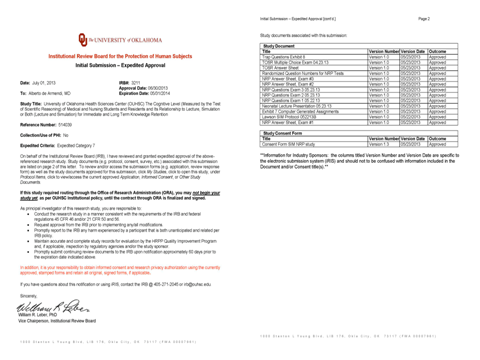 The UNIVERSITY of OKLAHOMA
Institutional Review Board for the Protection of Human Subjects
Initial Submission – Expedited Approval
Date: July 01, 2013
IRB#: 3211
Approval Date: 06/30/2013
To: Alberto de Armendi, MD
Expiration Date: 05/31/2014
Study Title: University of Oklahoma Health Sciences Center (OUHSC) The Cognitive Level (Measured by the Test
of Scientific Reasoning) of Neonatal and Nursing Students and Residents and its Relationship to Lecture, Simulation
or Both (Lecture and Simulation) for Immediate and Long Term Knowledge Retention
Reference Number:
Collection/Use of PHI: No
Expedited Criteria: Expedited Category 7
On behalf of the Institutional Review Board (IRB), I have reviewed and granted expedited approval of the above-
referenced research study. Study documents (e.g. protocol, consent, survey, etc.) associated with this submission
are listed on page 2 of this letter. To review and/or access the submission forms (e.g. application, review response
form) as well as the study documents approved for this submission, click My Studies, click to open this study, under
Protocol Items, click to view/access the current approved Application, Informed Consent, or Other Study
Documents.
If this study required routing through the Office of Research Administration (ORA), you may not begin your
study yet, as per OUHSC Institutional policy, until the contract through ORA is finalized and signed.
As principal investigator of this research study, you are responsible to:
• Conduct the research study in a manner consistent with the requirements of the IRB and federal
regulations 45 CFR 46 and/or 21 CFR 50 and 56.
• Request approval from the IRB prior to implementing any/all modifications.
• Promptly report to the IRB any harm experienced by a participant that is both unanticipated and related per
IRB policy.
• Maintain accurate and complete study records for evaluation by the HRPP Quality Improvement Program
and, if applicable, inspection by regulatory agencies and/or the study sponsor.
• Promptly submit continuing review documents to the IRB upon notification approximately 60 days prior to
the expiration date indicated above.
In addition, it is your responsibility to obtain informed consent and research privacy authorization using the currently
approved, stamped forms and retain all original, signed forms, if applicable.
If you have questions about this notification or using iRIS, contact the IRB @ 405-271-2045 or irb@ouhsc.edu.
Sincerely,
Vice Chairperson, Institutional Review Board
Initial Submission – Expedited Approval (cont'd.)
Page 2
Study documents associated with this submission:
Study Document
Title Version Number Version Date Outcome
Trap Questions Exhibit 6 Version 1.0 05/23/2013 Approved
TOSR Multiple Choice Exam 04 23 13 Version 1.0 05/23/2013 Approved
TOSR Answer Sheet Version 1.0 05/23/2013 Approved
Randomized Question Numbers for NRP Tests Version 1.0 05/23/2013 Approved
NRP Answer Sheet, Exam #3 Version 1.0 05/23/2013 Approved
NRP Answer Sheet, Exam #2 Version 1.0 05/23/2013 Approved
NRP Questions Exam 3 05 23 13 Version 1.0 05/23/2013 Approved
NRP Questions Exam 2 05 23 13 Version 1.0 05/23/2013 Approved
NRP Questions Exam 1 05 22 13 Version 1.0 05/23/2013 Approved
Neonatal Lecture Presentation 05 23 13 Version 1.0 05/23/2013 Approved
Exhibit 7 Computer Generated Assignments Version 1.0 05/23/2013 Approved
Lawson SIM Protocol Version 1.0 05/23/2013 Approved
NRP Answer Sheet, Exam #1 Version 1.0 05/23/2013 Approved
Study Consent Form
Title Version Number Version Date Outcome
Consent Form SIM NRP study Version 1.3 05/23/2013 Approved
**Information for Industry Sponsors: the columns titled Version Number and Version Date are specific to
the electronic submission system (iRIS) and should not to be confused with information included in the
Document and/or Consent title(s).**